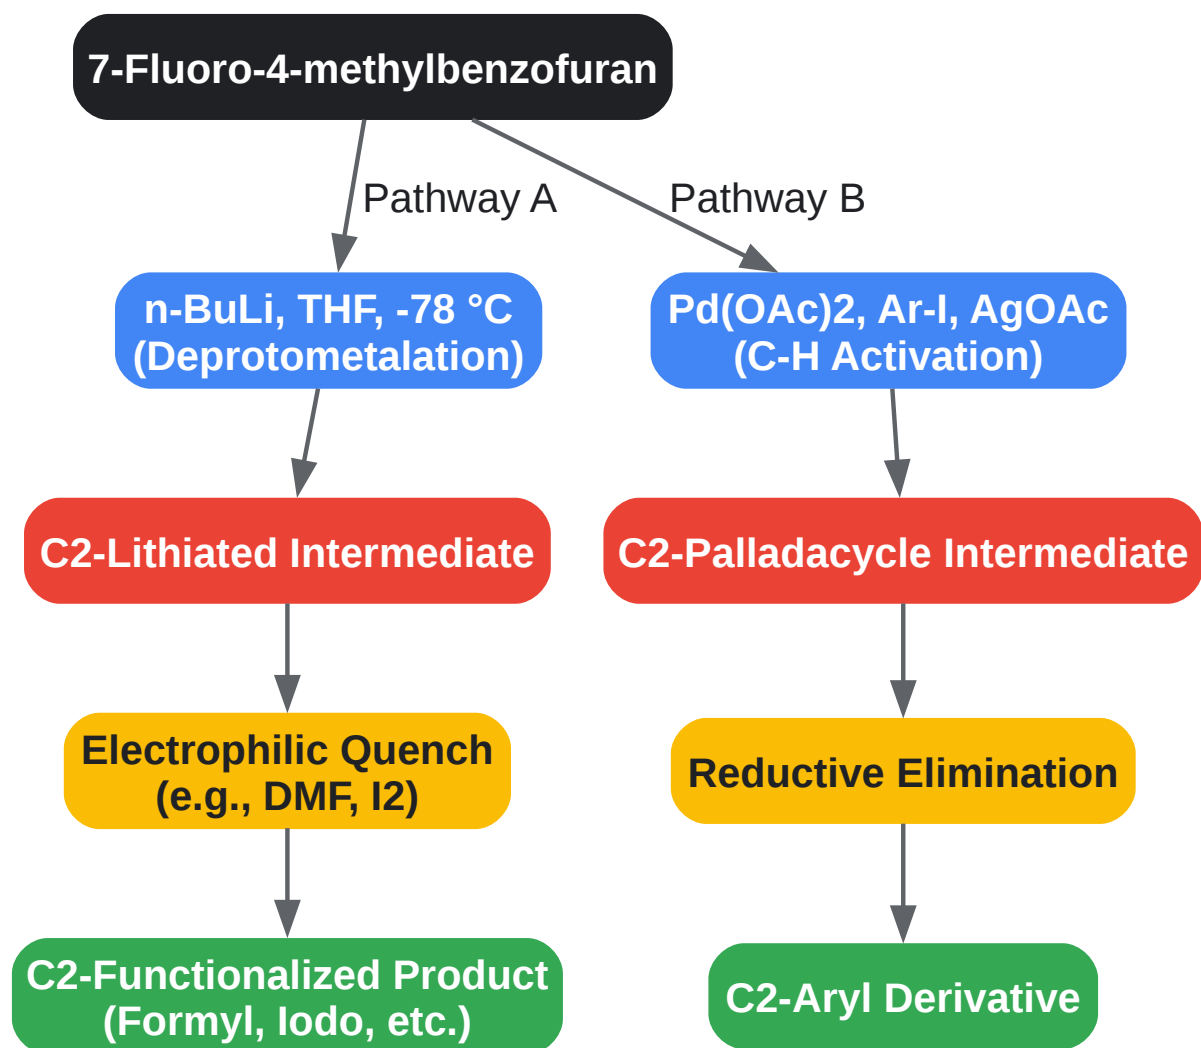 7-Fluoro-4-methylbenzofuran
Pathway A
Pathway B
n-BuLi, THF, -78 °C
(Deprotometalation)
Pd(OAc)2, Ar-I, AgOAc
(C-H Activation)
C2-Lithiated Intermediate
C2-Palladacycle Intermediate
Electrophilic Quench
(e.g., DMF, I2)
Reductive Elimination
C2-Functionalized Product
(Formyl, Iodo, etc.)
C2-Aryl Derivative